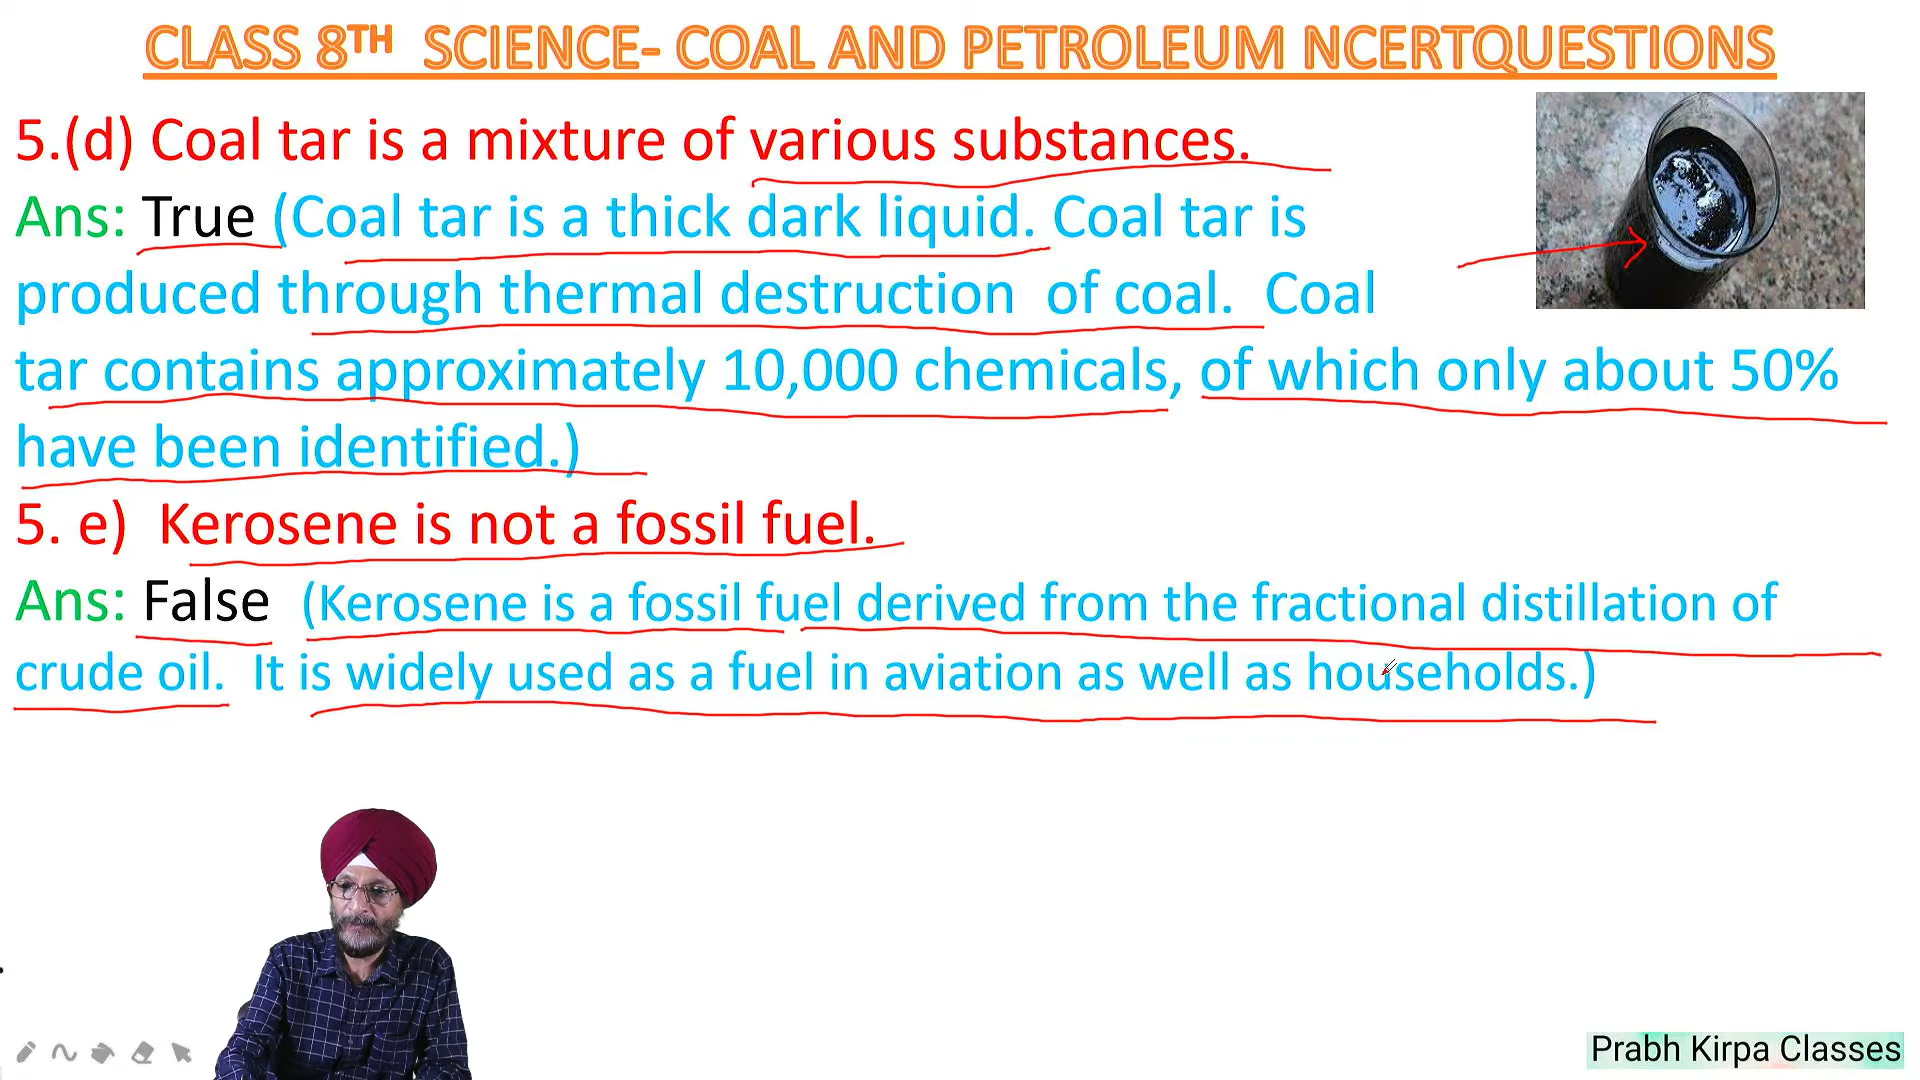 CLASS 8TH SCIENCE- COAL AND PETROLEUM NCERTQUESTIONS
5.(d) Coal tar is a mixture of various substances.
Ans: True (Coal tar is a thick dark liquid. Coal tar is
produced through thermal destruction of coal. Coal
tar contains approximately 10,000 chemicals, of which only about 50%
have been identified.)
5. e) Kerosene is not a fossil fuel.
Ans: False (Kerosene is a fossil fuel derived from the fractional distillation of
crude oil. It is widely used as a fuel in aviation as well as households.)
Prabh Kirpa Classes